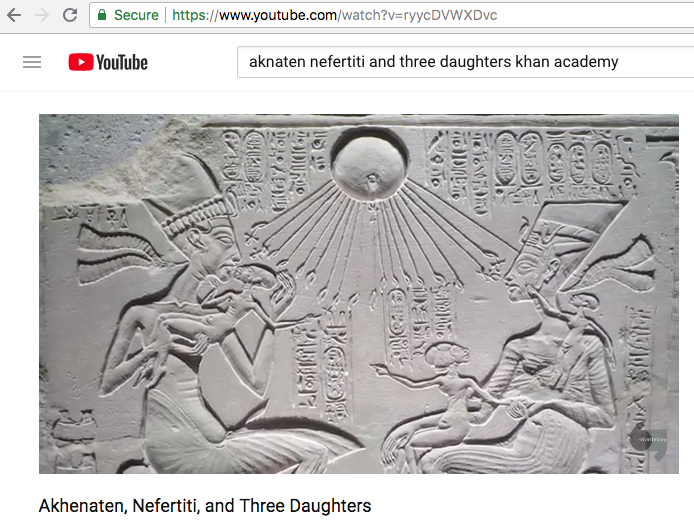 Secure https://www.youtube.com/watch?v=ryycDVWXDvc
YouTube
aknaten nefertiti and three daughters khan academy
smarthistory
Akhenaten, Nefertiti, and Three Daughters